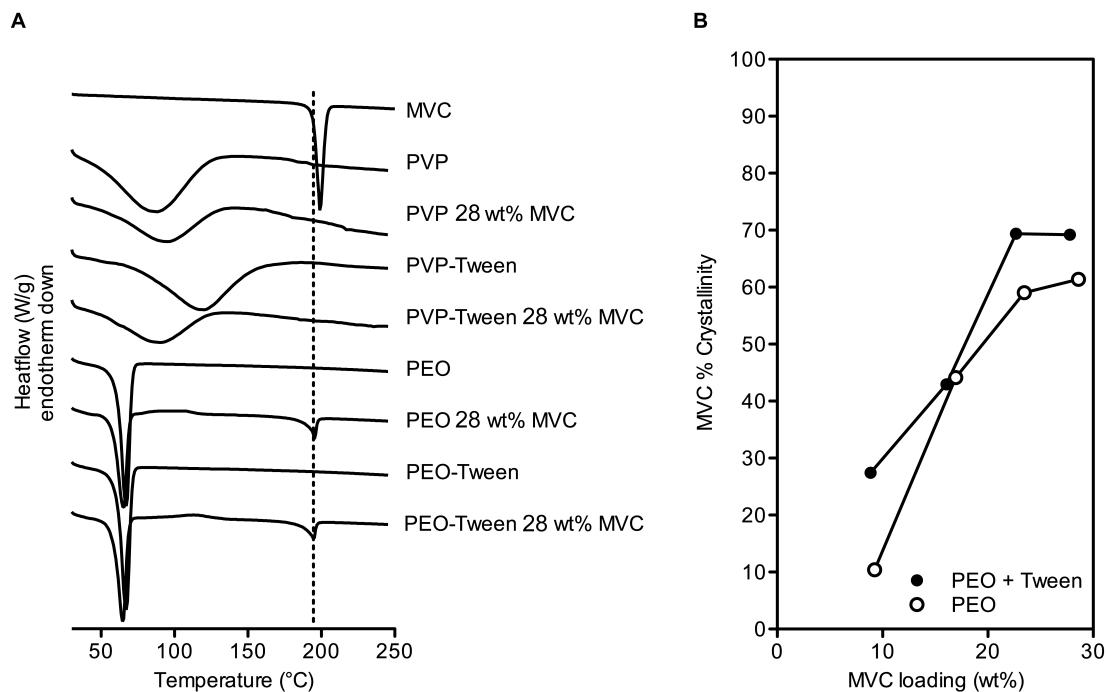 A
MVC
PVP
PVP 28 wt% MVC
PVP-Tween
PVP-Tween 28 wt% MVC
PEO
PEO 28 wt% MVC
PEO-Tween
PEO-Tween 28 wt% MVC
Heatflow (W/g)
endotherm down
50 100 150 200 250
Temperature (°C)
B
100
90
80
70
60
50
40
30
20
10
0
MVC % Crystallinity
PEO + Tween
PEO
0 10 20 30
MVC loading (wt%)